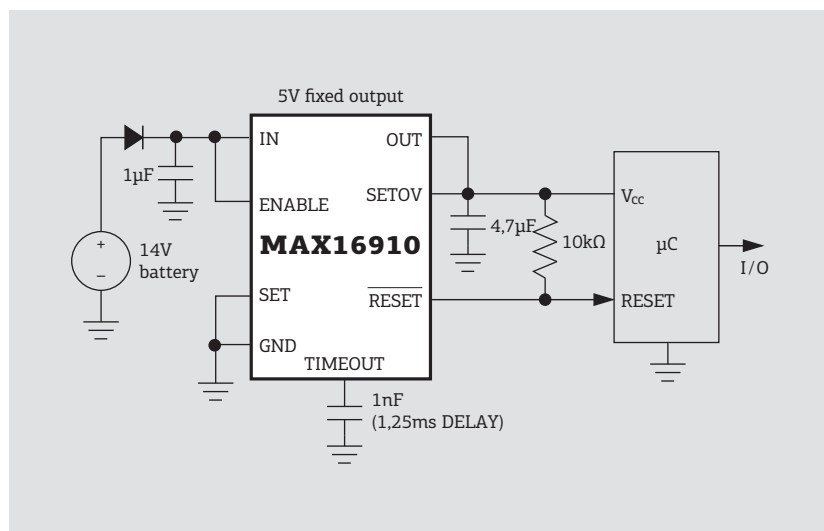 5V fixed output
IN
OUT
1µF
ENABLE
SETOV
4,7µF
10kΩ
VCC
MAX16910
µC
I/O
+
–
14V
battery
SET
RESET
RESET
GND
TIMEOUT
1nF
(1,25ms DELAY)